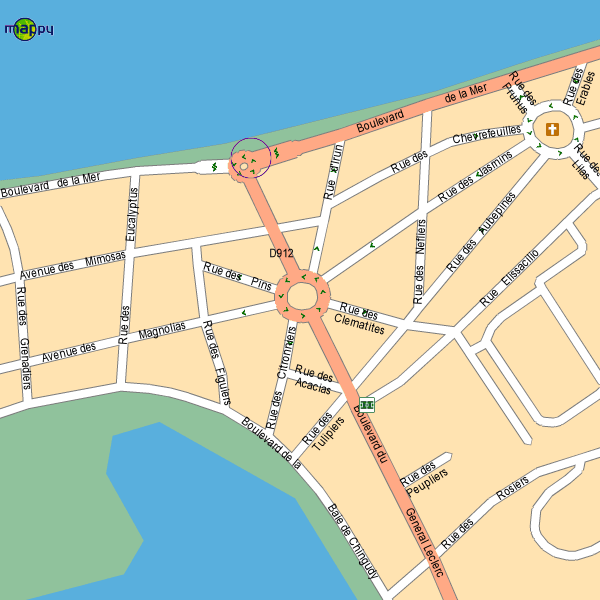 mappy
Rue des
Prunus
Rue des
Erables
Boulevard
de la Mer
Chevrefeuilles
Rue d'Irun
Rue des
Rue des
Jasmins
Rue des
Lilas
Boulevard de la Mer
Eucalyptus
Rue des
Aubepines
Rue des
Nefliers
Rue des
D912
Avenue des Mimosas
Rue des Pins
Rue Elissacilio
Rue des
Grenadiers
Rue des
Clematites
Avenue des
Magnolias
Rue des
Figuiers
Rue des
Citronniers
Rue des
Acacias
Boulevard de la
Baie de Chingudy
Rue des
Tulipiers
Boulevard du
General Leclerc
Rue des
Peupliers
Rue des
Rosiers